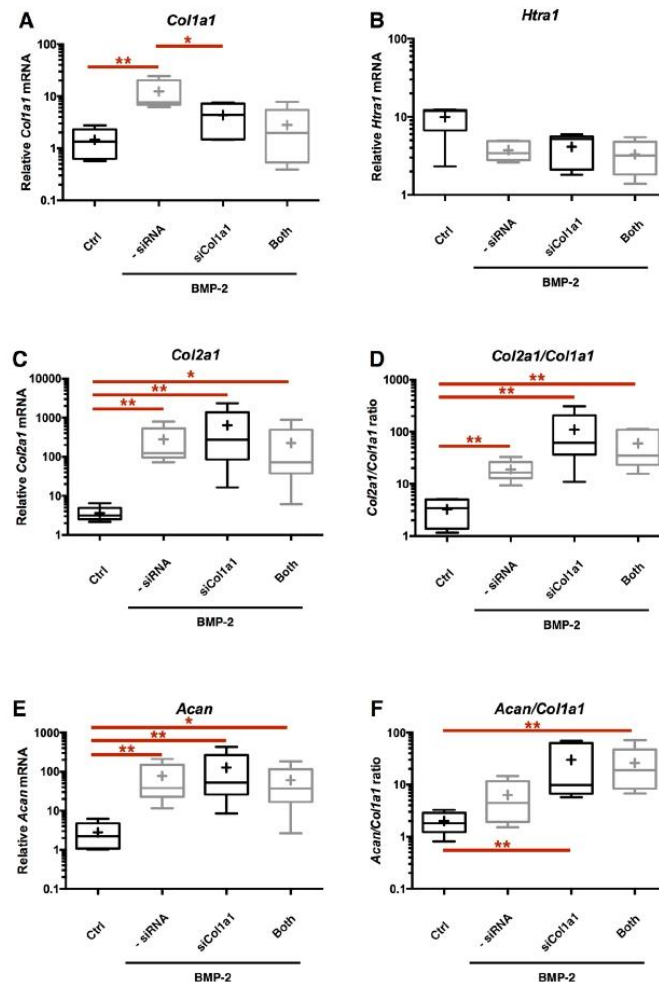 A
Col1a1
Relative Col1a1 mRNA
100
10
1
0.1
**
*
Ctrl
- siRNA
siCol1a1
Both
BMP-2
B
Htra1
Relative Htra1 mRNA
100
10
1
Ctrl
- siRNA
siCol1a1
Both
BMP-2
C
Col2a1
Relative Col2a1 mRNA
10000
1000
100
10
1
*
**
**
Ctrl
- siRNA
siCol1a1
Both
BMP-2
D
Col2a1/Col1a1
Col2a1/Col1a1 ratio
1000
100
10
1
**
**
**
Ctrl
- siRNA
siCol1a1
Both
BMP-2
E
Acan
Relative Acan mRNA
1000
100
10
1
0.1
*
**
**
Ctrl
- siRNA
siCol1a1
Both
BMP-2
F
Acan/Col1a1
Acan/Col1a1 ratio
100
10
1
0.1
**
**
Ctrl
- siRNA
siCol1a1
Both
BMP-2